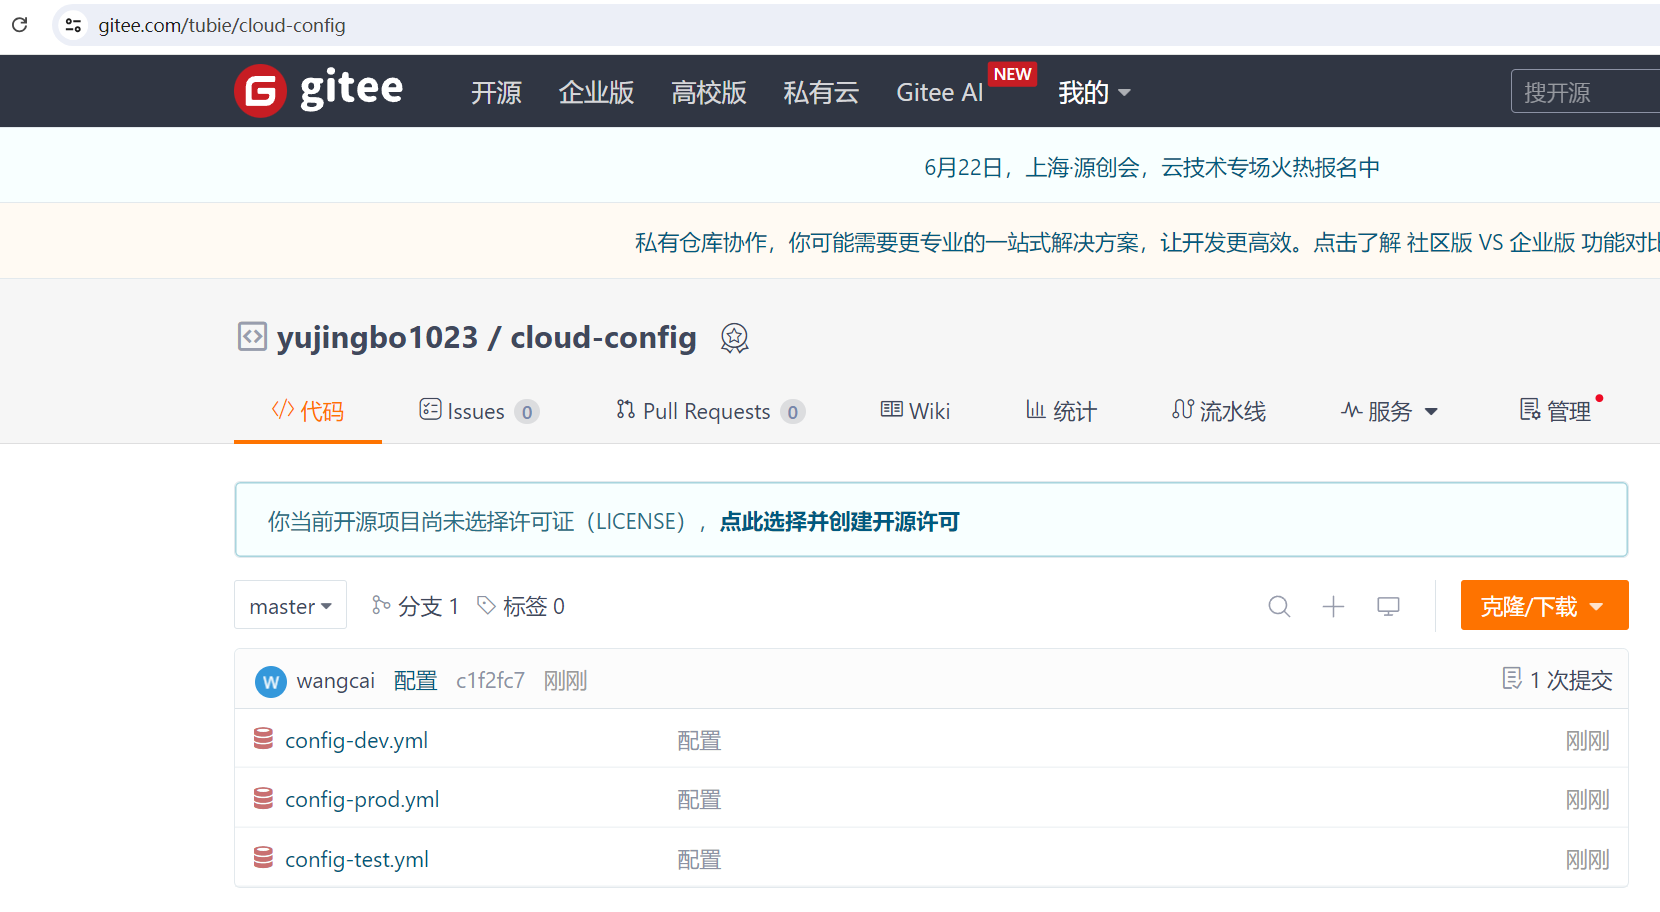 gitee.com/tubie/cloud-config
gitee 开源 企业版 高校版 私有云 Gitee AI NEW 我的 搜开源
6月22日，上海·源创会，云技术专场火热报名中
私有仓库协作，你可能需要更专业的一站式解决方案，让开发更高效。点击了解 社区版 VS 企业版 功能对比
yujingbo1023 / cloud-config
代码 Issues 0 Pull Requests 0 Wiki 统计 流水线 服务 管理
你当前开源项目尚未选择许可证（LICENSE），点此选择并创建开源许可
master 分支 1 标签 0 克隆/下载
W wangcai 配置 c1f2fc7 刚刚 1 次提交
config-dev.yml 配置 刚刚
config-prod.yml 配置 刚刚
config-test.yml 配置 刚刚